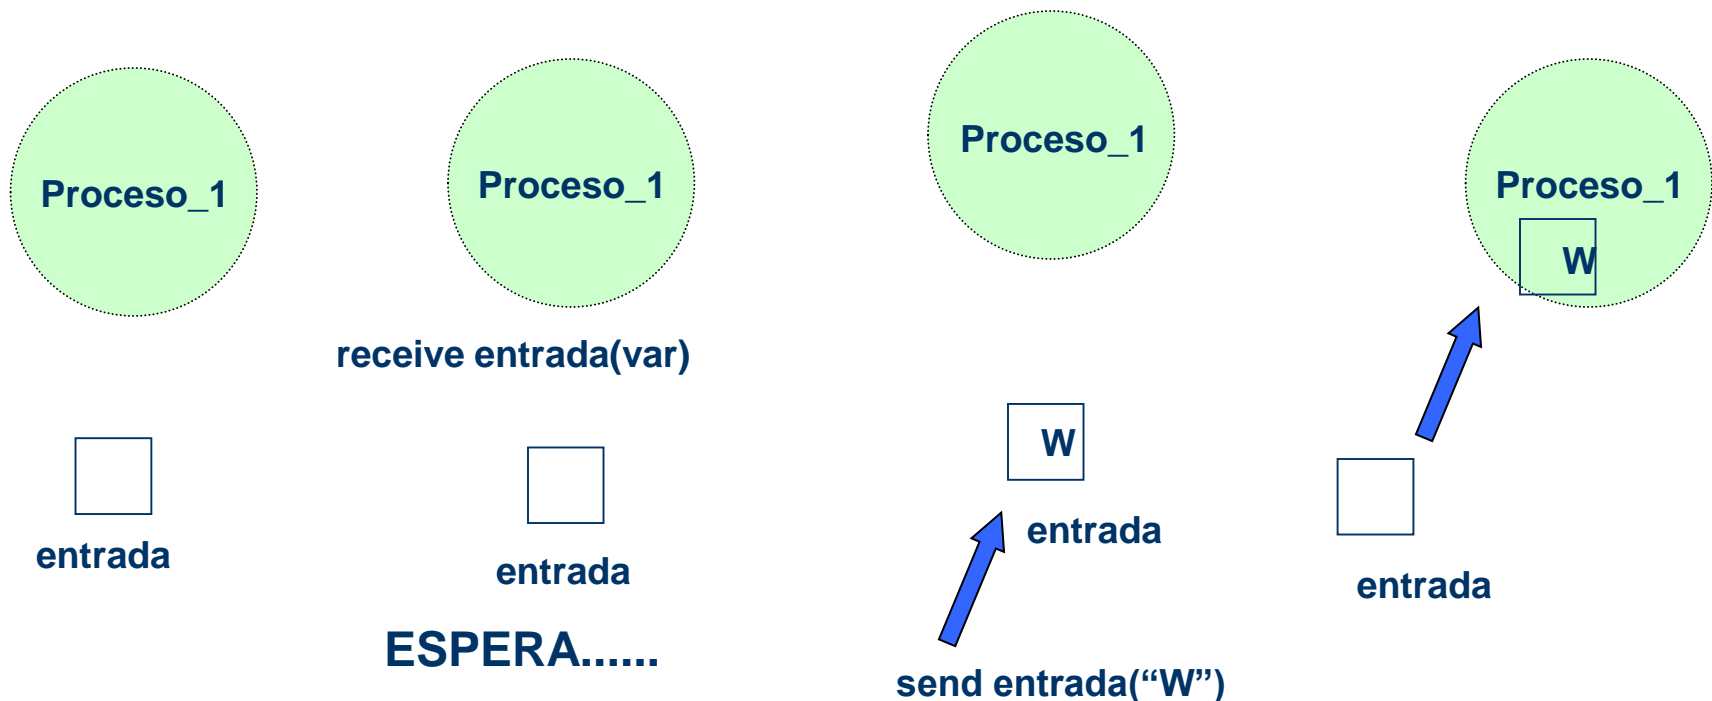 Proceso_1
entrada
Proceso_1
receive entrada(var)
entrada
ESPERA......
Proceso_1
W
entrada
send entrada(“W”)
Proceso_1
W
entrada